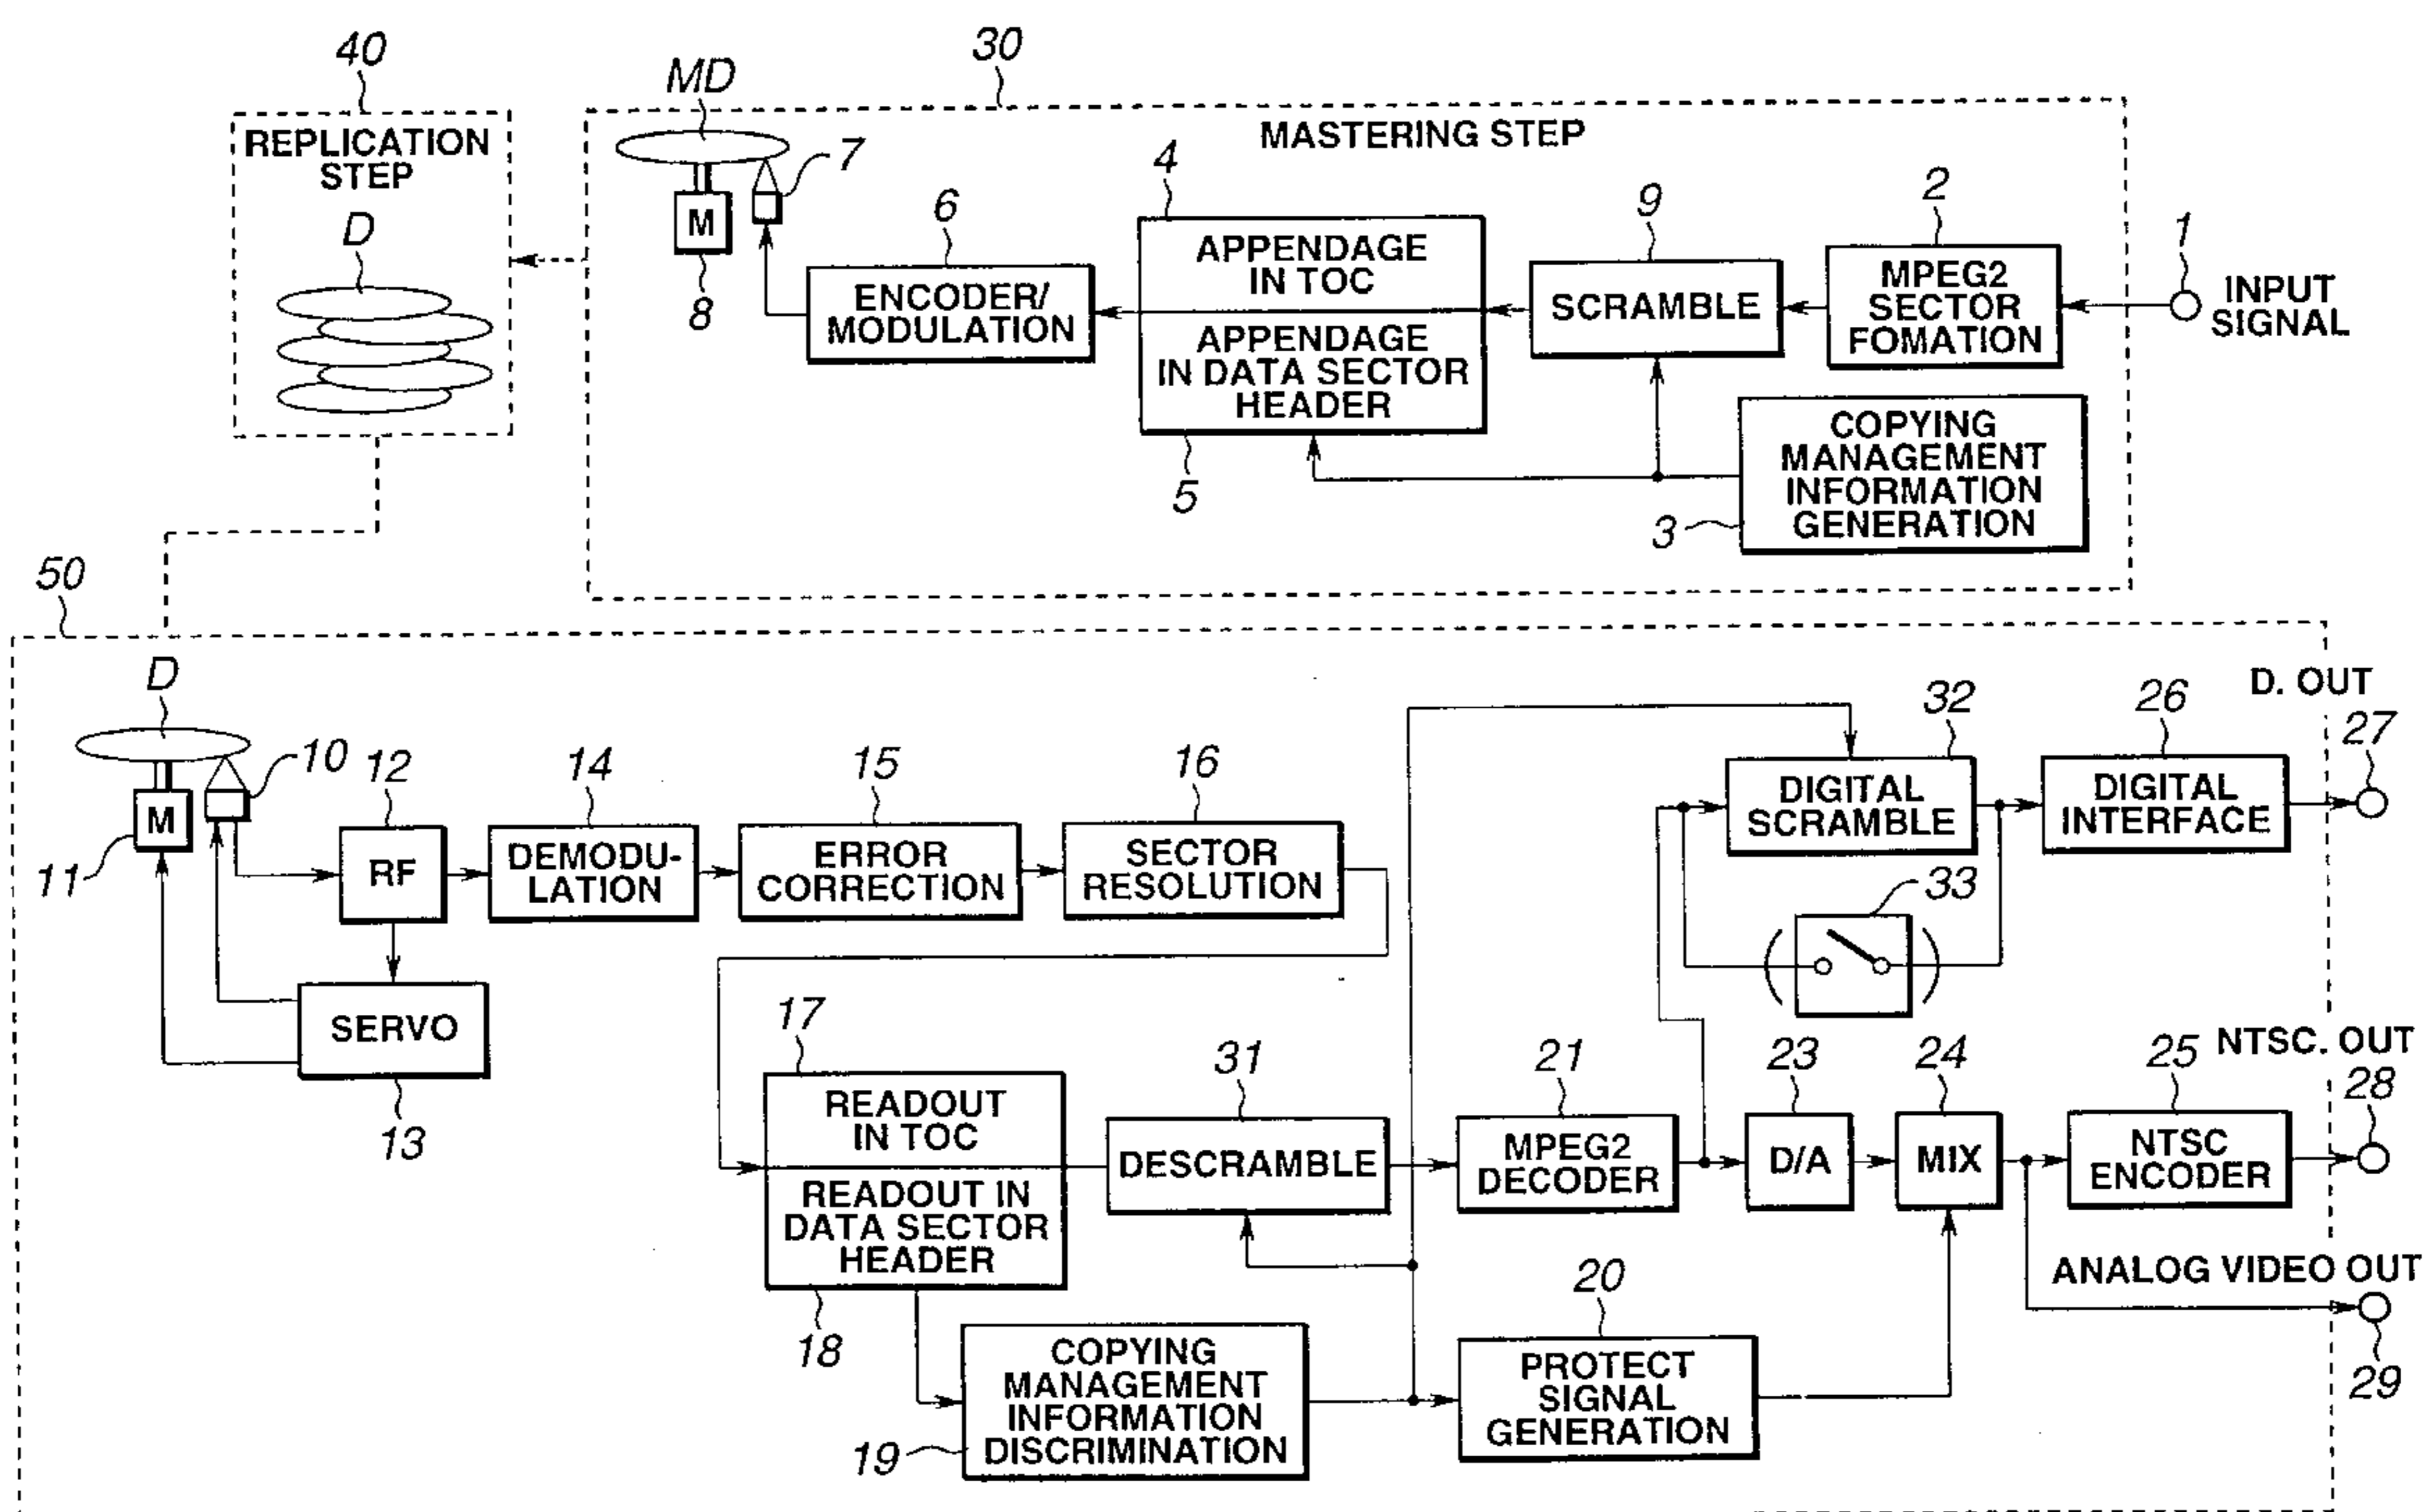 40
REPLICATION
STEP
D
30
MASTERING STEP
MD
7
M
8
6
ENCODER/
MODULATION
4
APPENDAGE
IN TOC
APPENDAGE
IN DATA SECTOR
HEADER
5
9
SCRAMBLE
2
MPEG2
SECTOR
FOMATION
1
INPUT
SIGNAL
COPYING
MANAGEMENT
INFORMATION
GENERATION
3
50
D
10
M
11
12
RF
SERVO
13
14
DEMODU-
LATION
15
ERROR
CORRECTION
16
SECTOR
RESOLUTION
32
DIGITAL
SCRAMBLE
33
26
DIGITAL
INTERFACE
D. OUT
27
17
READOUT
IN TOC
READOUT IN
DATA SECTOR
HEADER
18
31
DESCRAMBLE
21
MPEG2
DECODER
23
D/A
24
MIX
25
NTSC
ENCODER
NTSC. OUT
28
ANALOG VIDEO OUT
29
COPYING
MANAGEMENT
INFORMATION
DISCRIMINATION
19
20
PROTECT
SIGNAL
GENERATION